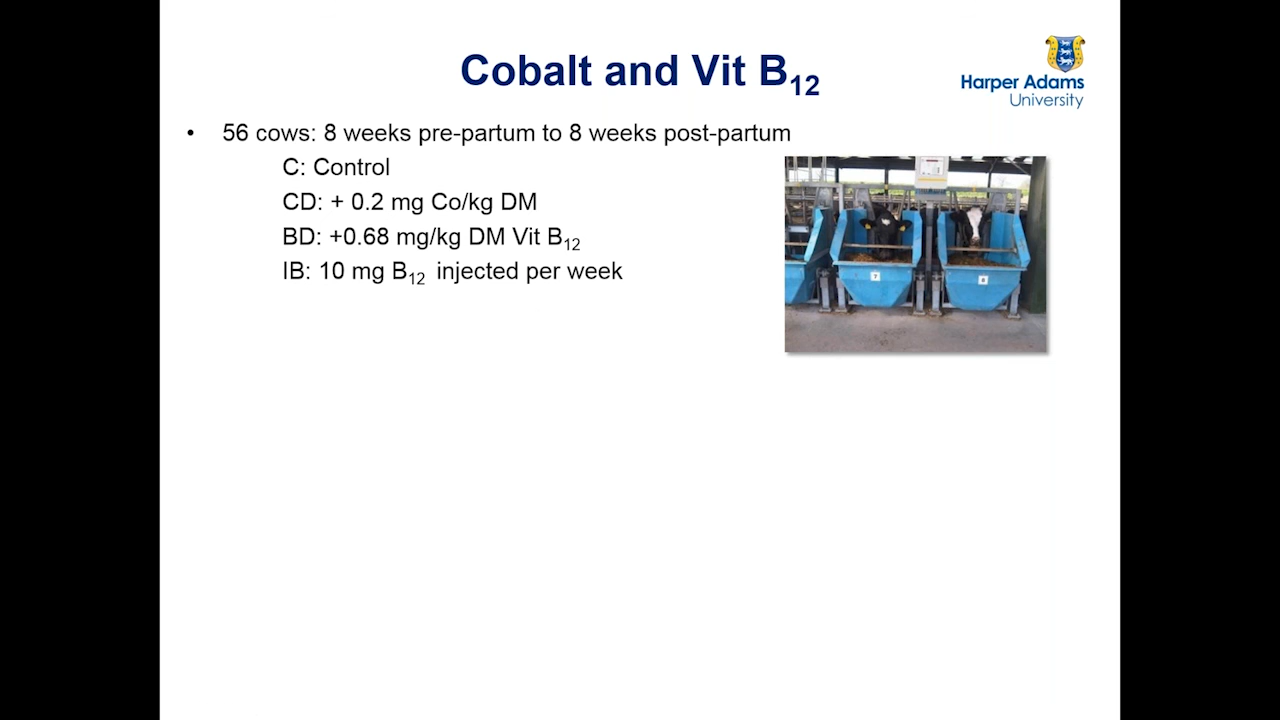 Cobalt and Vit B12
Harper Adams
University
• 56 cows: 8 weeks pre-partum to 8 weeks post-partum
C: Control
CD: + 0.2 mg Co/kg DM
BD: +0.68 mg/kg DM Vit B12
IB: 10 mg B12 injected per week
7
8